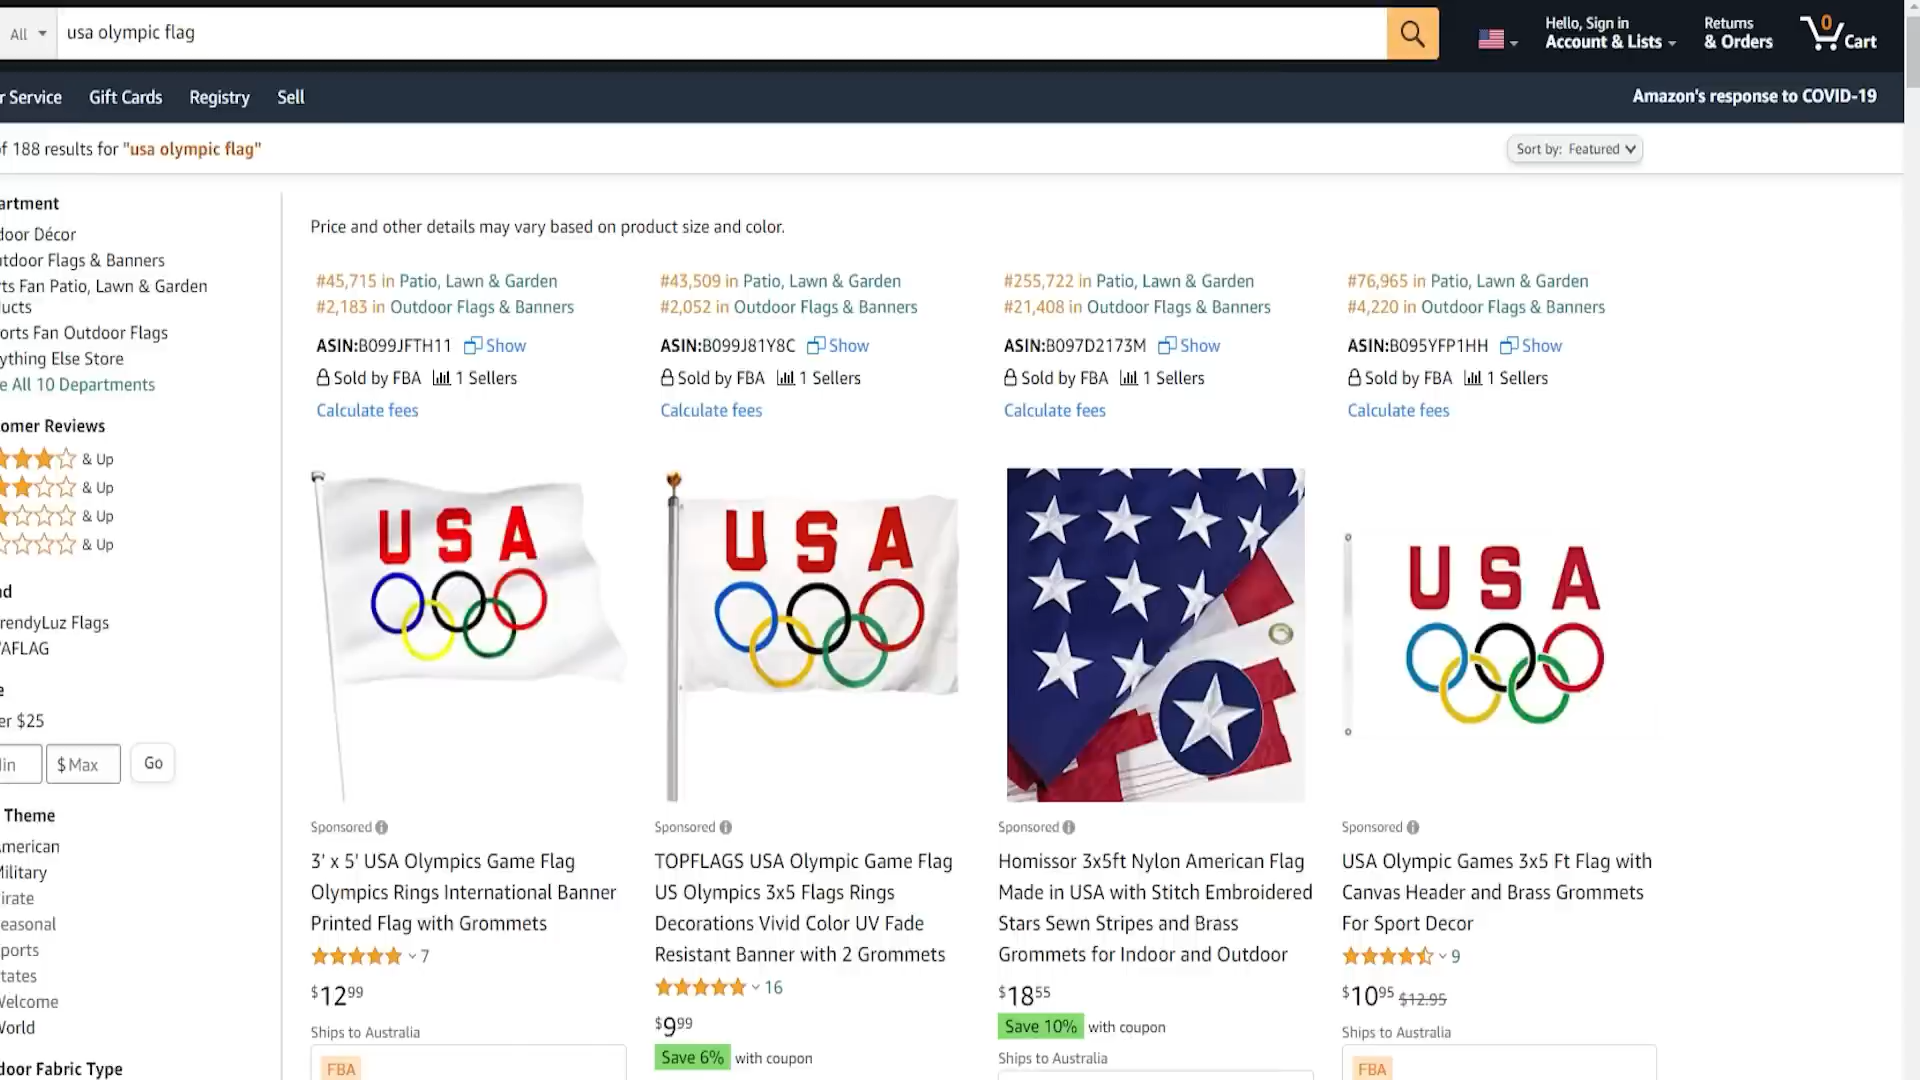 All
usa olympic flag
Hello, Sign in
Account & Lists
Returns
& Orders
0
Cart
r Service
Gift Cards
Registry
Sell
Amazon's response to COVID-19
of 188 results for "usa olympic flag"
Sort by: Featured
artment
door Décor
utdoor Flags & Banners
rts Fan Patio, Lawn & Garden
ucts
orts Fan Outdoor Flags
ything Else Store
e All 10 Departments
omer Reviews
& Up
& Up
& Up
& Up
nd
rendyLuz Flags
AFLAG
e
er $25
in
$ Max
Go
Theme
merican
ilitary
irate
easonal
ports
tates
elcome
orld
door Fabric Type
Price and other details may vary based on product size and color.
#45,715 in Patio, Lawn & Garden
#2,183 in Outdoor Flags & Banners
ASIN:B099JFTH11 Show
Sold by FBA 1 Sellers
Calculate fees
USA
Sponsored
3' x 5' USA Olympics Game Flag
Olympics Rings International Banner
Printed Flag with Grommets
7
$12.99
Ships to Australia
FBA
#43,509 in Patio, Lawn & Garden
#2,052 in Outdoor Flags & Banners
ASIN:B099J81Y8C Show
Sold by FBA 1 Sellers
Calculate fees
USA
Sponsored
TOPFLAGS USA Olympic Game Flag
US Olympics 3x5 Flags Rings
Decorations Vivid Color UV Fade
Resistant Banner with 2 Grommets
16
$9.99
Save 6% with coupon
#255,722 in Patio, Lawn & Garden
#21,408 in Outdoor Flags & Banners
ASIN:B097D2173M Show
Sold by FBA 1 Sellers
Calculate fees
Sponsored
Homissor 3x5ft Nylon American Flag
Made in USA with Stitch Embroidered
Stars Sewn Stripes and Brass
Grommets for Indoor and Outdoor
$18.55
Save 10% with coupon
Ships to Australia
#76,965 in Patio, Lawn & Garden
#4,220 in Outdoor Flags & Banners
ASIN:B095YFP1HH Show
Sold by FBA 1 Sellers
Calculate fees
USA
Sponsored
USA Olympic Games 3x5 Ft Flag with
Canvas Header and Brass Grommets
For Sport Decor
9
$10.95 $12.95
Ships to Australia
FBA